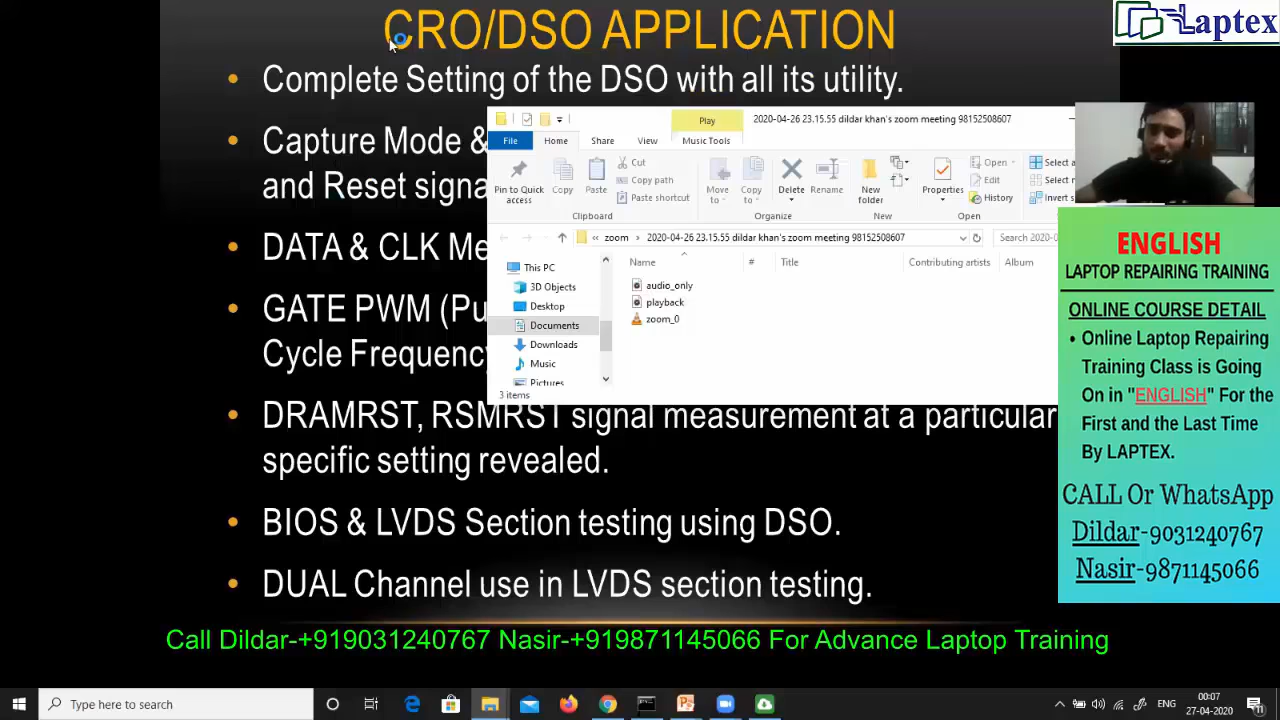 CRO/DSO APPLICATION
Laptex
• Complete Setting of the DSO with all its utility.
• Capture Mode &
and Reset signa
• DATA & CLK Me
• GATE PWM (Pu
Cycle Frequency
• DRAMRST, RSMRST signal measurement at a particular
specific setting revealed.
• BIOS & LVDS Section testing using DSO.
• DUAL Channel use in LVDS section testing.
Call Dildar-+919031240767 Nasir-+919871145066 For Advance Laptop Training
Play
2020-04-26 23.15.55 dildar khan's zoom meeting 98152508607
File Home Share View Music Tools
Pin to Quick access
Copy
Paste
Cut
Copy path
Paste shortcut
Clipboard
Move to
Copy to
Delete
Rename
Organize
New folder
New
Properties
Open
Edit
History
Open
Select a
Select n
Invert s
« zoom › 2020-04-26 23.15.55 dildar khan's zoom meeting 98152508607
Search 2020-0
This PC
3D Objects
Desktop
Documents
Downloads
Music
Pictures
Name # Title Contributing artists Album
audio_only
playback
zoom_0
3 items
ENGLISH
LAPTOP REPAIRING TRAINING
ONLINE COURSE DETAIL
• Online Laptop Repairing
Training Class is Going
On in "ENGLISH" For the
First and the Last Time
By LAPTEX.
CALL Or WhatsApp
Dildar-9031240767
Nasir-9871145066
Type here to search
ENG
00:07
27-04-2020
11